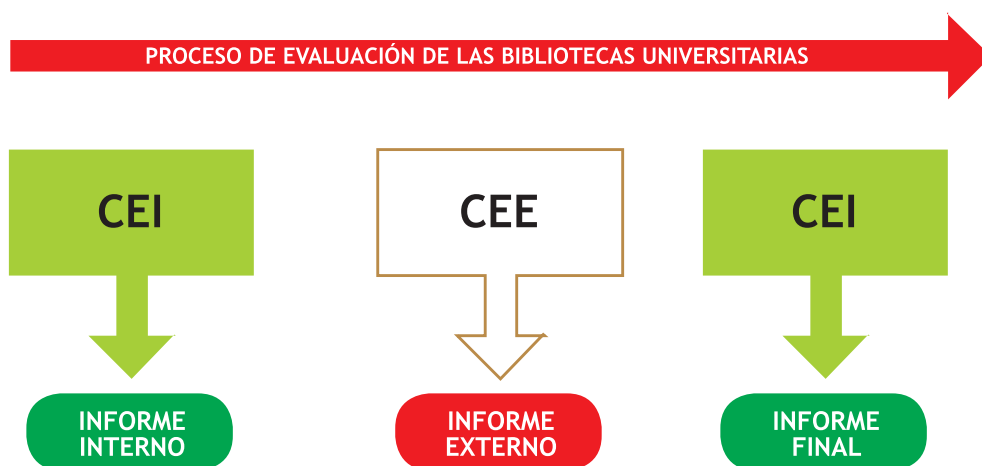 PROCESO DE EVALUACIÓN DE LAS BIBLIOTECAS UNIVERSITARIAS
CEI
CEE
CEI
INFORME
INTERNO
INFORME
EXTERNO
INFORME
FINAL